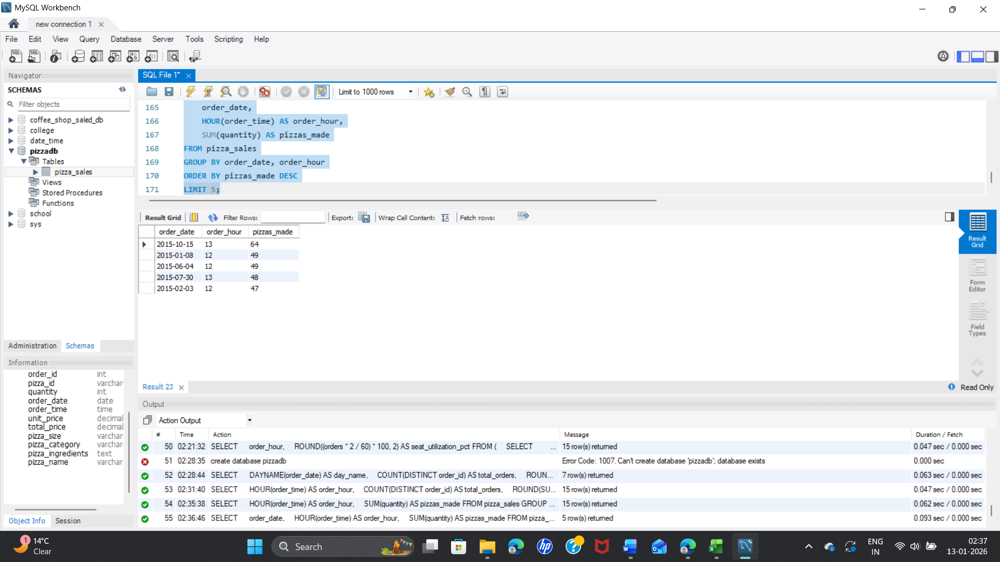 MySQL Workbench
new connection 1
File Edit View Query Database Server Tools Scripting Help
Navigator
SCHEMAS
Filter objects
coffee_shop_saled_db
college
date_time
pizzadb
Tables
pizza_sales
Views
Stored Procedures
Functions
school
sys
Administration Schemas
Information
order_id int
pizza_id varchar
quantity int
order_date date
order_time time
unit_price decimal
total_price decimal
pizza_size varchar
pizza_category varchar
pizza_ingredients text
pizza_name varchar
Object Info Session
SQL File 1*
Limit to 1000 rows
165 order_date,
166 HOUR(order_time) AS order_hour,
167 SUM(quantity) AS pizzas_made
168 FROM pizza_sales
169 GROUP BY order_date, order_hour
170 ORDER BY pizzas_made DESC
171 LIMIT 5;
Result Grid Filter Rows: Export: Wrap Cell Content: Fetch rows:
order_date order_hour pizzas_made
2015-10-15 13 64
2015-01-08 12 49
2015-06-04 12 49
2015-07-30 13 48
2015-02-03 12 47
Result
Grid
Form
Editor
Field
Types
Result 23
Read Only
Output
Action Output
# Time Action Message Duration / Fetch
50 02:21:32 SELECT order_hour, ROUND((orders * 2 / 60) * 100, 2) AS seat_utilization_pct FROM ( SELECT ... 15 row(s) returned 0.047 sec / 0.000 sec
51 02:28:35 create database pizzadb Error Code: 1007. Can't create database 'pizzadb'; database exists 0.000 sec
52 02:28:44 SELECT DAYNAME(order_date) AS day_name, COUNT(DISTINCT order_id) AS total_orders, ROUN... 7 row(s) returned 0.063 sec / 0.000 sec
53 02:31:40 SELECT HOUR(order_time) AS order_hour, COUNT(DISTINCT order_id) AS total_orders, ROUND(SU... 15 row(s) returned 0.047 sec / 0.000 sec
54 02:35:38 SELECT HOUR(order_time) AS order_hour, SUM(quantity) AS pizzas_made FROM pizza_sales GROUP ... 15 row(s) returned 0.062 sec / 0.000 sec
55 02:36:46 SELECT order_date, HOUR(order_time) AS order_hour, SUM(quantity) AS pizzas_made FROM pizza_... 5 row(s) returned 0.093 sec / 0.000 sec
1
14°C
Clear
Search
ENG
IN
02:37
13-01-2026